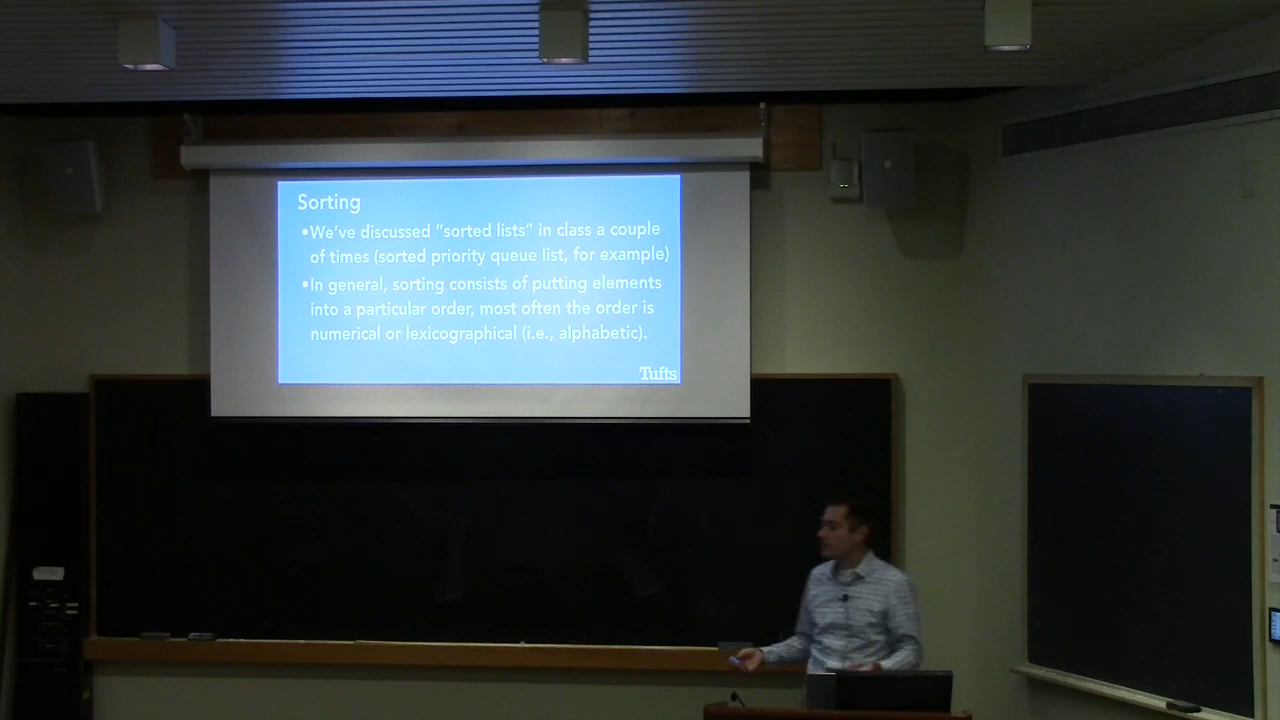 Sorting
•We've discussed “sorted lists” in class a couple
of times (sorted priority queue list, for example)
•In general, sorting consists of putting elements
into a particular order, most often the order is
numerical or lexicographical (i.e., alphabetic).
Tufts